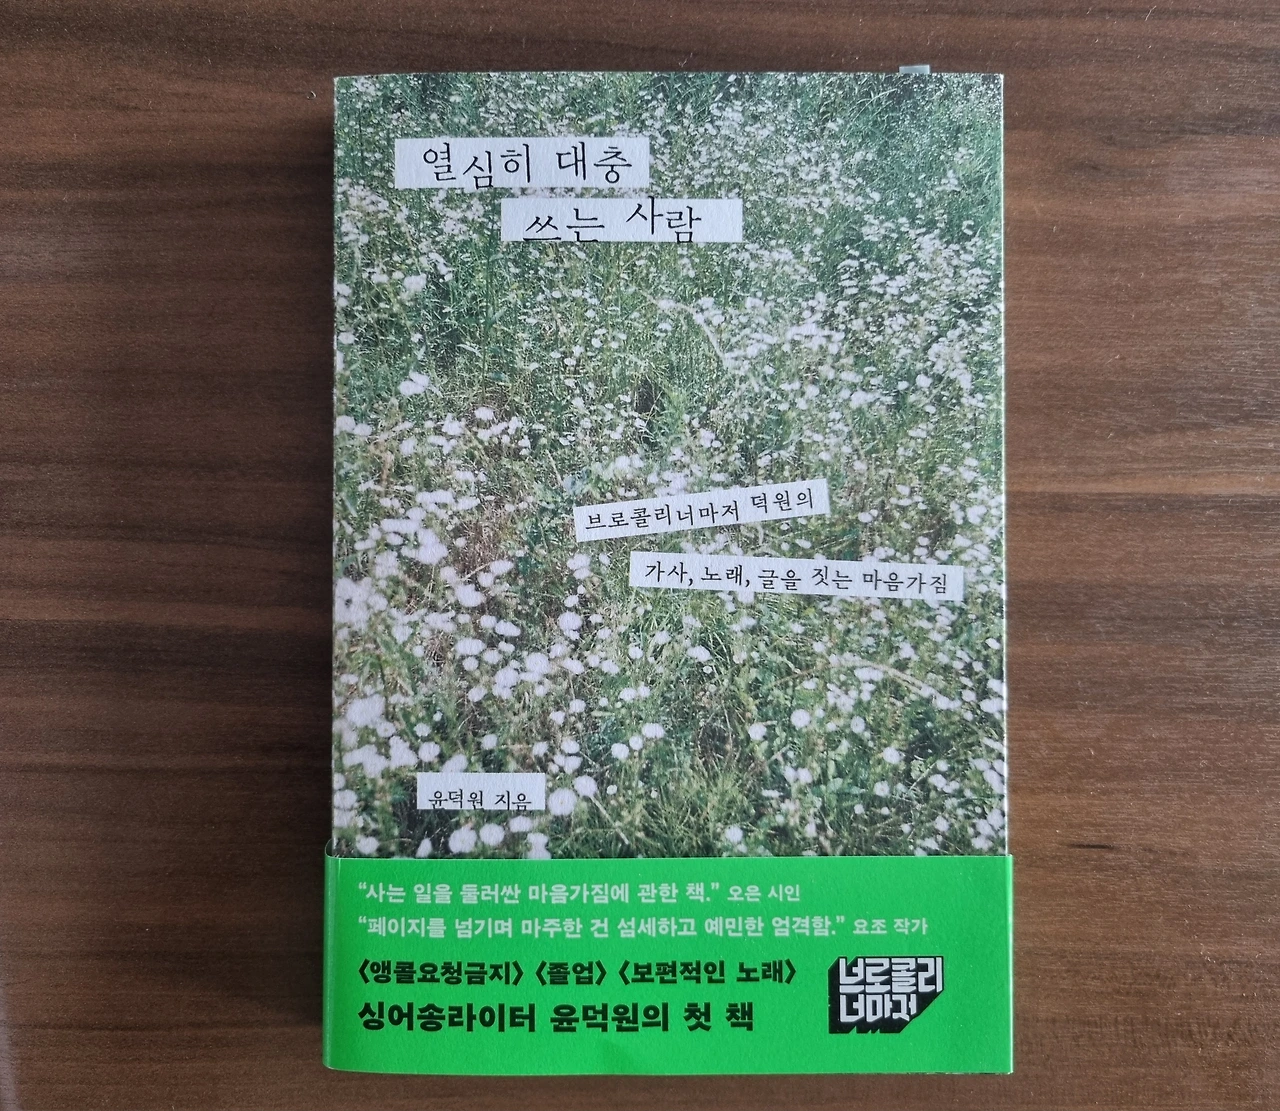 열심히 대충
쓰는 사람
브로콜리너마저 덕원의
가사, 노래, 글을 짓는 마음가짐
윤덕원 지음
“사는 일을 둘러싼 마음가짐에 관한 책.” 오은 시인
“페이지를 넘기며 마주한 건 섬세하고 예민한 엄격함.” 요조 작가
〈앵콜요청금지〉 〈졸업〉 〈보편적인 노래〉
싱어송라이터 윤덕원의 첫 책
브로콜리
너마저